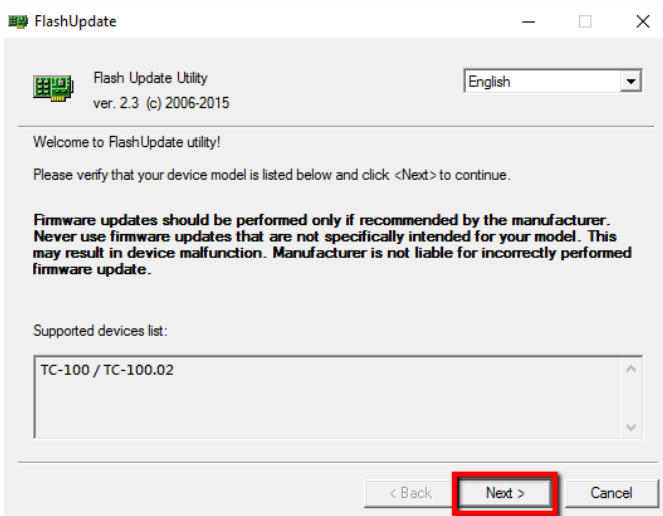 FlashUpdate
Flash Update Utility
English
ver. 2.3 (c) 2006-2015
Welcome to FlashUpdate utility!
Please verify that your device model is listed below and click <Next> to continue.
Firmware updates should be performed only if recommended by the manufacturer.
Never use firmware updates that are not specifically intended for your model. This
may result in device malfunction. Manufacturer is not liable for incorrectly performed
firmware update.
Supported devices list:
TC-100 / TC-100.02
< Back
Next >
Cancel